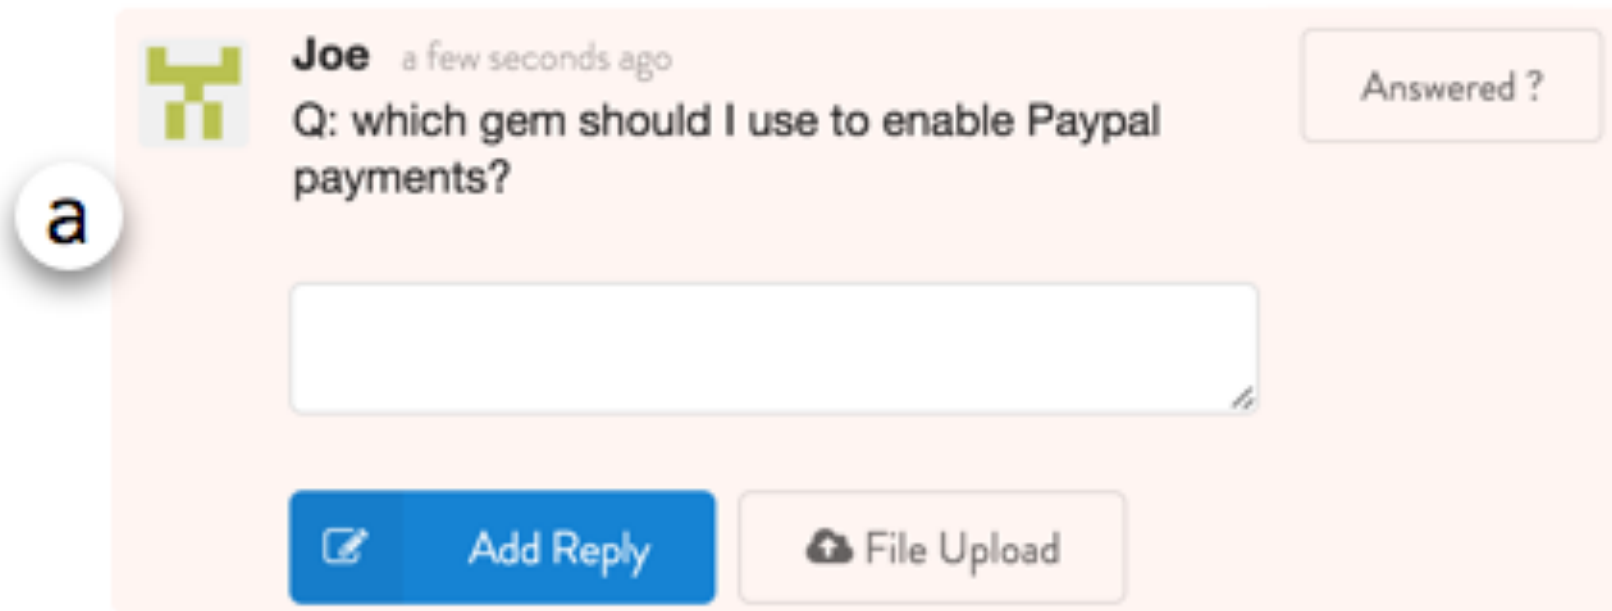 Joe a few seconds ago
Answered ?
Q: which gem should I use to enable Paypal
payments?
a
Add Reply
File Upload